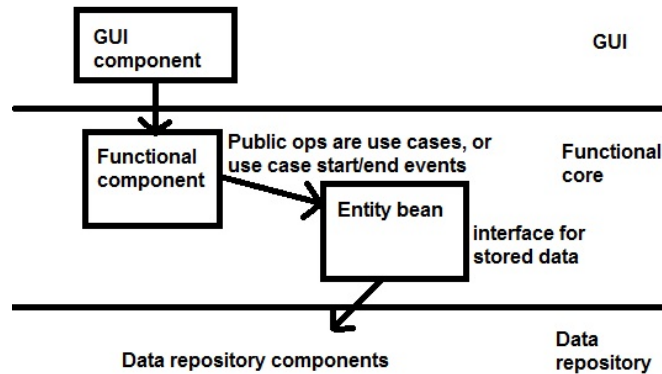 GUI
component
GUI
Functional
component
Public ops are use cases, or
use case start/end events
Functional
core
Entity bean
interface for
stored data
Data repository components
Data
repository